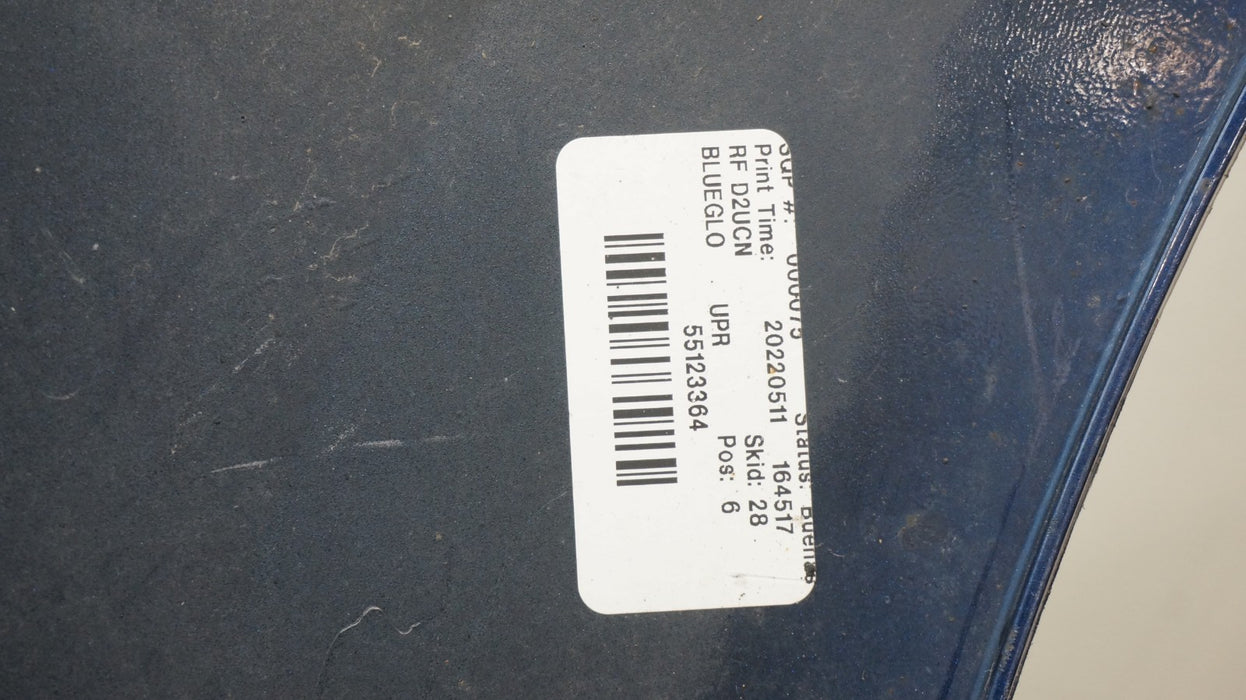 Print Time: 20220511 164517
RF D2UCN Skid: 28
BLUEGLO UPR Pos: 6
55123364